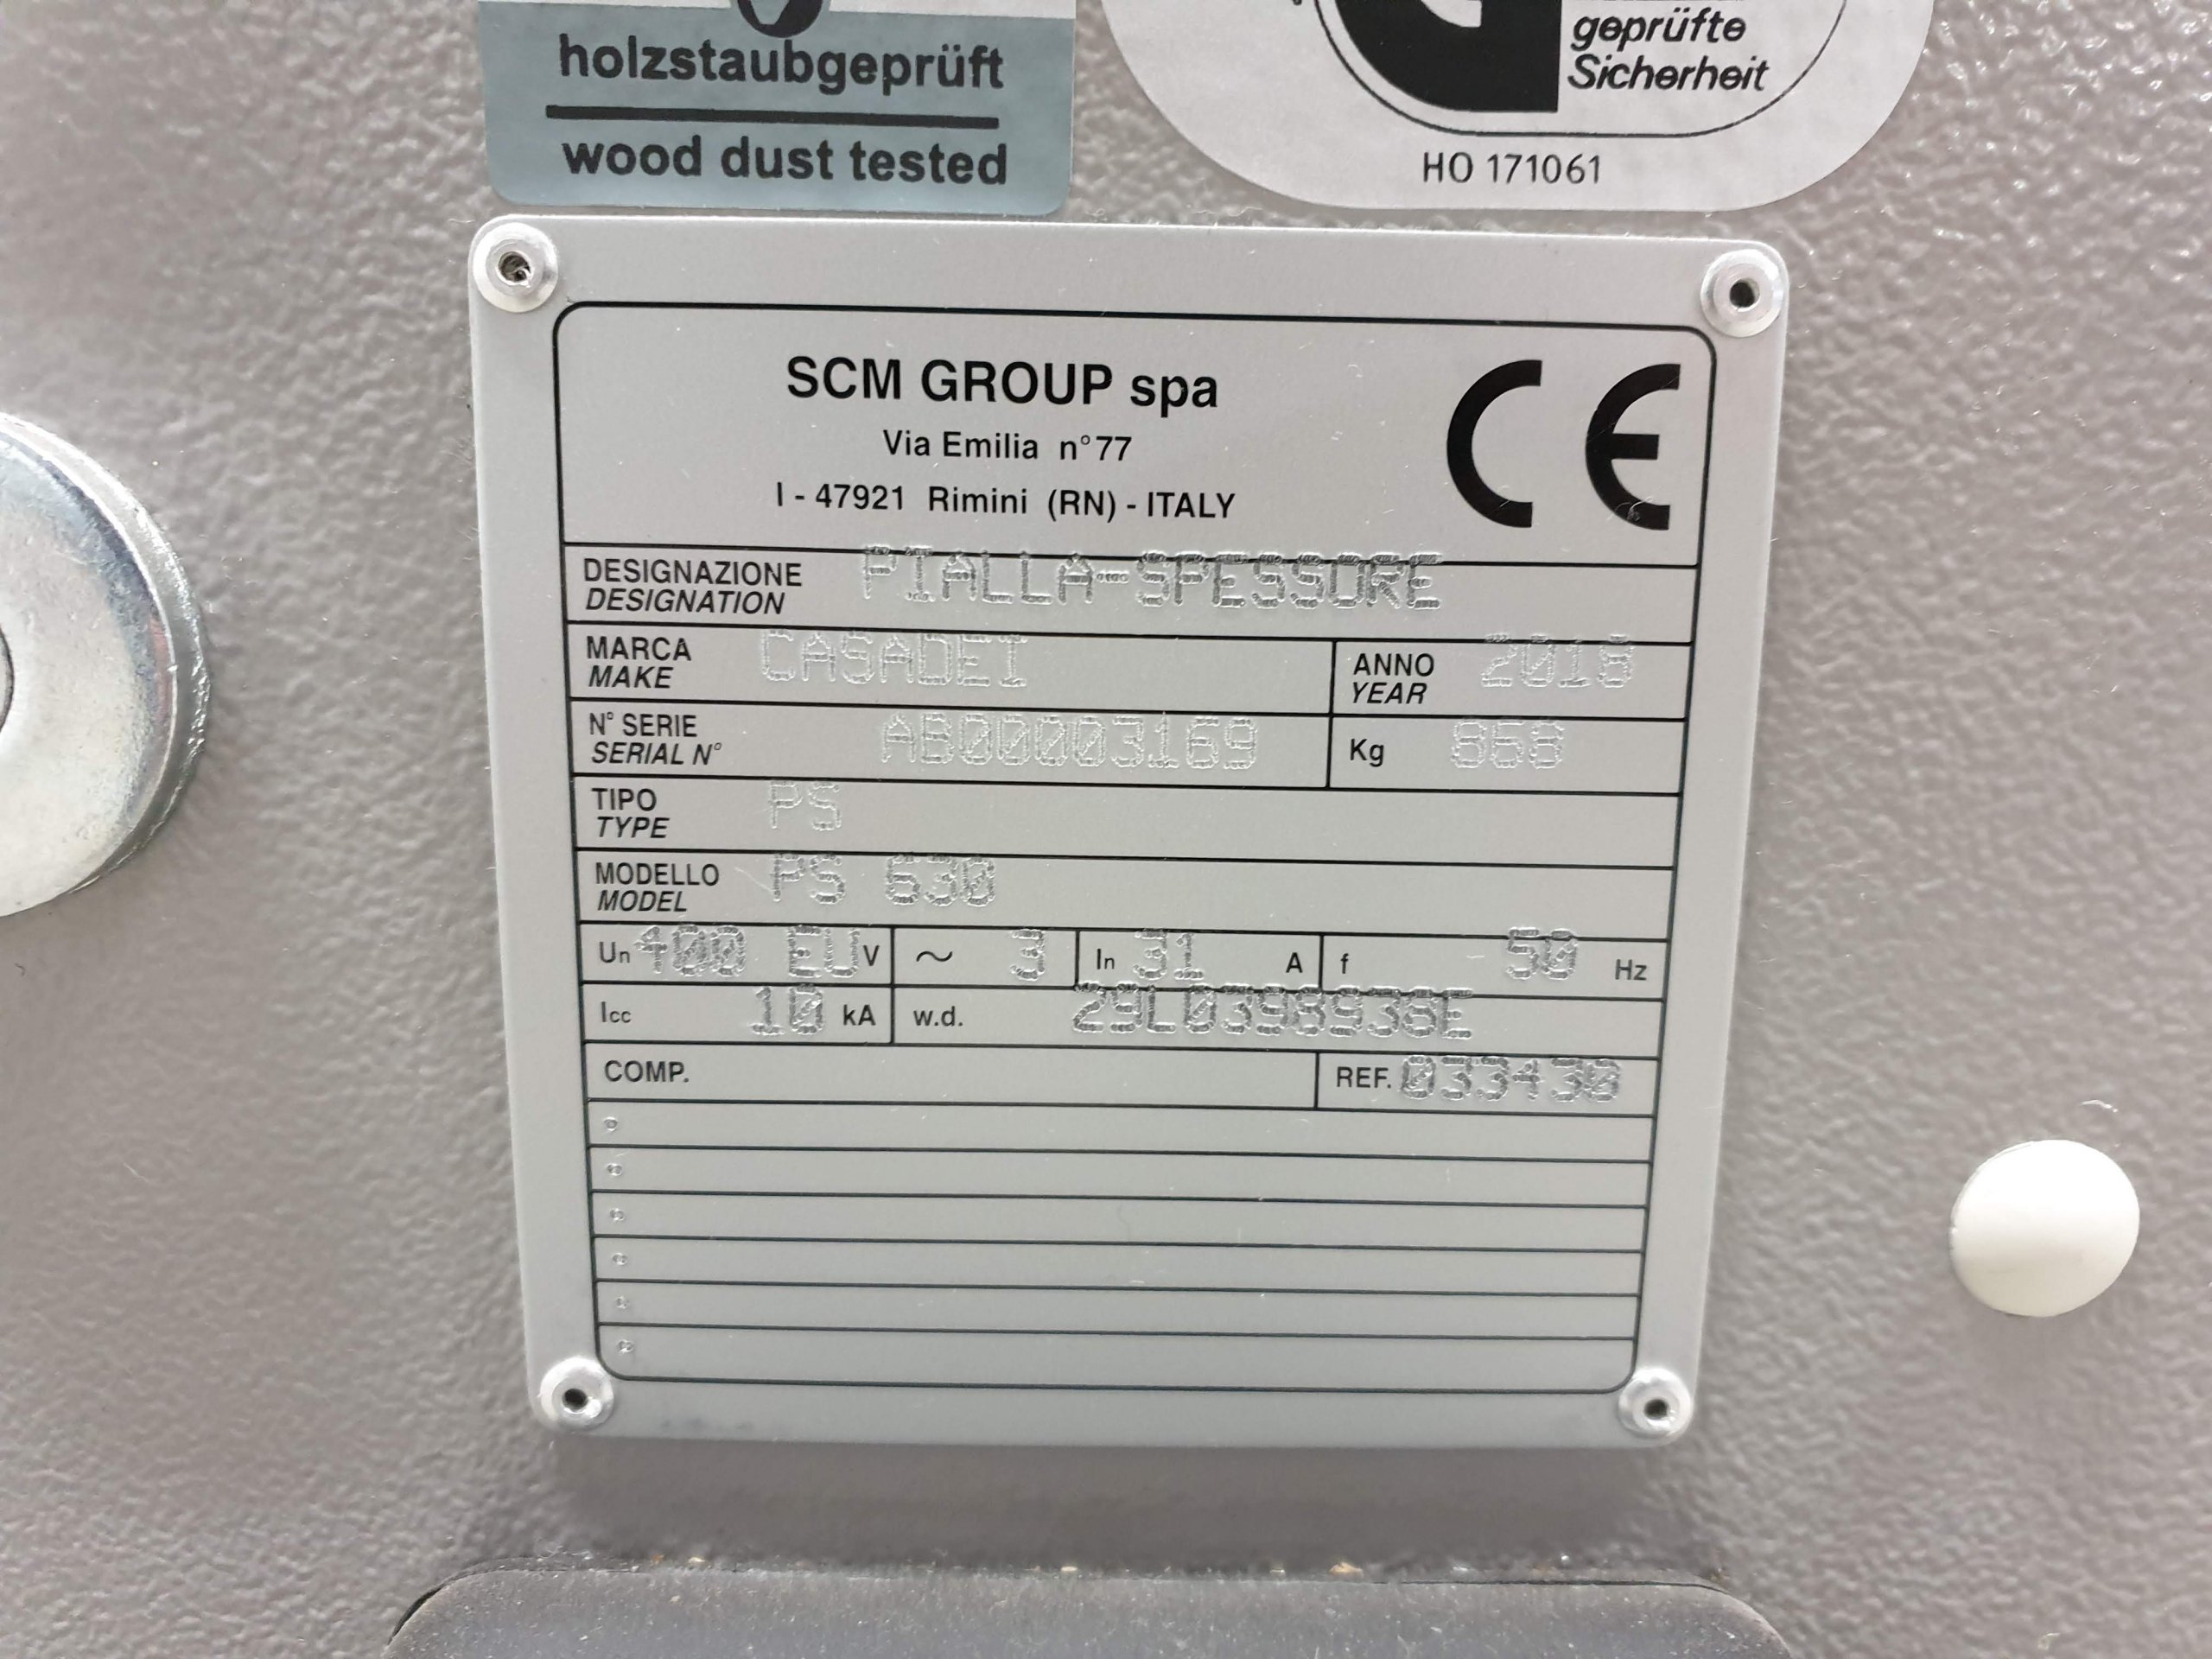 holzstaubgeprüft
wood dust tested
geprüfte
Sicherheit
HO 171061
SCM GROUP spa
Via Emilia n°77
I - 47921 Rimini (RN) - ITALY
CE
DESIGNAZIONE PIALLA-SPESSORE
DESIGNATION
MARCA CASADEI ANNO 2018
MAKE YEAR
N° SERIE AB00003169 Kg 868
SERIAL N°
TIPO PS
TYPE
MODELLO PS 630
MODEL
Un 400 EU V ~ 3 In 31 A f 50 Hz
Icc 10 kA w.d. 29L0398938E
COMP. REF. 033430